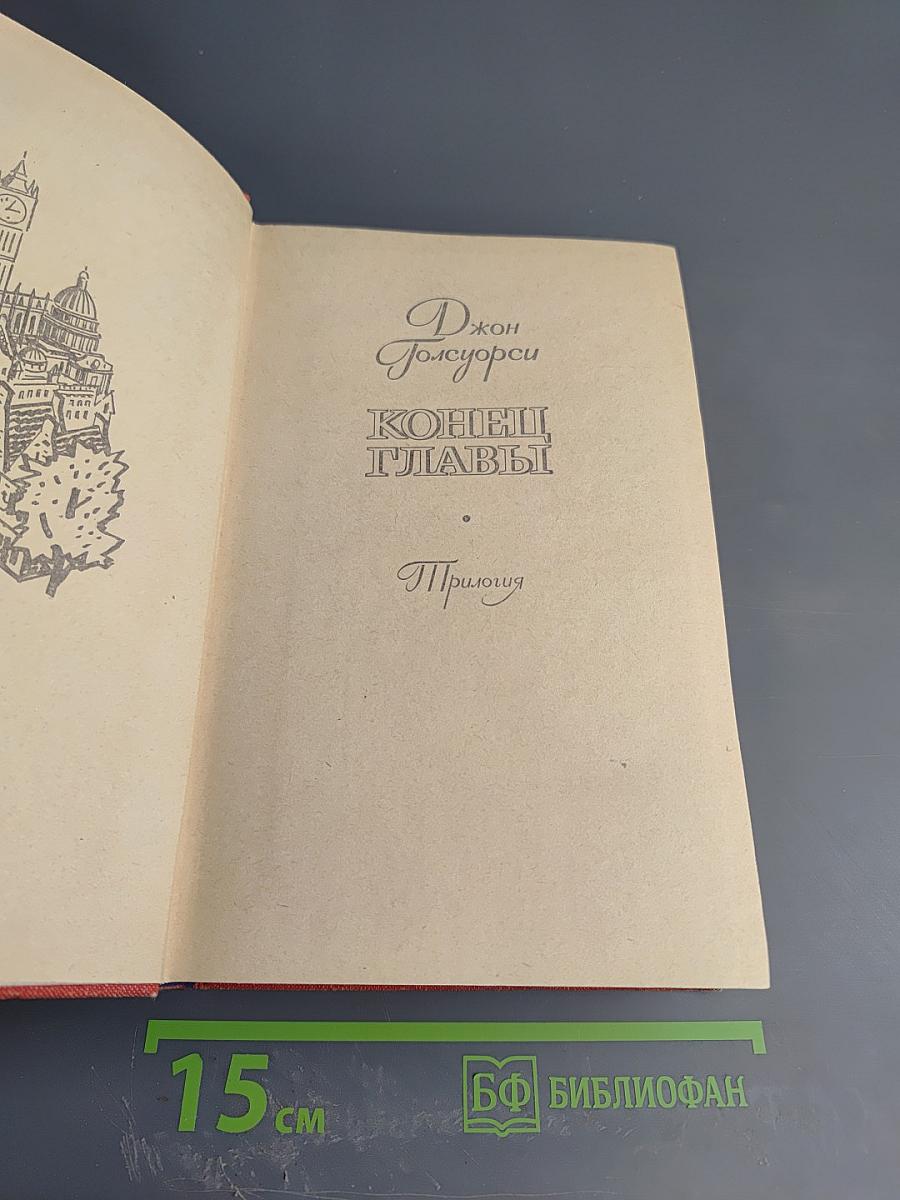 Джон
Голсуорси
КОНЕЦ
ГЛАВЫ
Трилогия
15 см
БФ БИБЛИОФАН